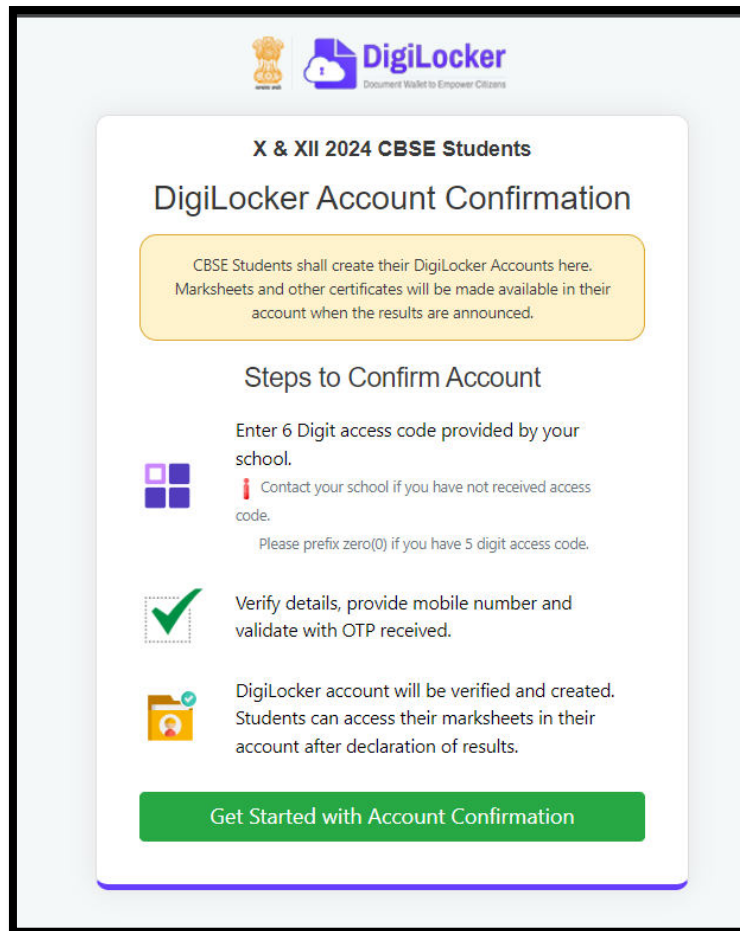 DigiLocker
Document Wallet to Empower Citizens
X & XII 2024 CBSE Students
DigiLocker Account Confirmation
CBSE Students shall create their DigiLocker Accounts here.
Marksheets and other certificates will be made available in their
account when the results are announced.
Steps to Confirm Account
Enter 6 Digit access code provided by your
school.
Contact your school if you have not received access
code.
Please prefix zero(0) if you have 5 digit access code.
Verify details, provide mobile number and
validate with OTP received.
DigiLocker account will be verified and created.
Students can access their marksheets in their
account after declaration of results.
Get Started with Account Confirmation